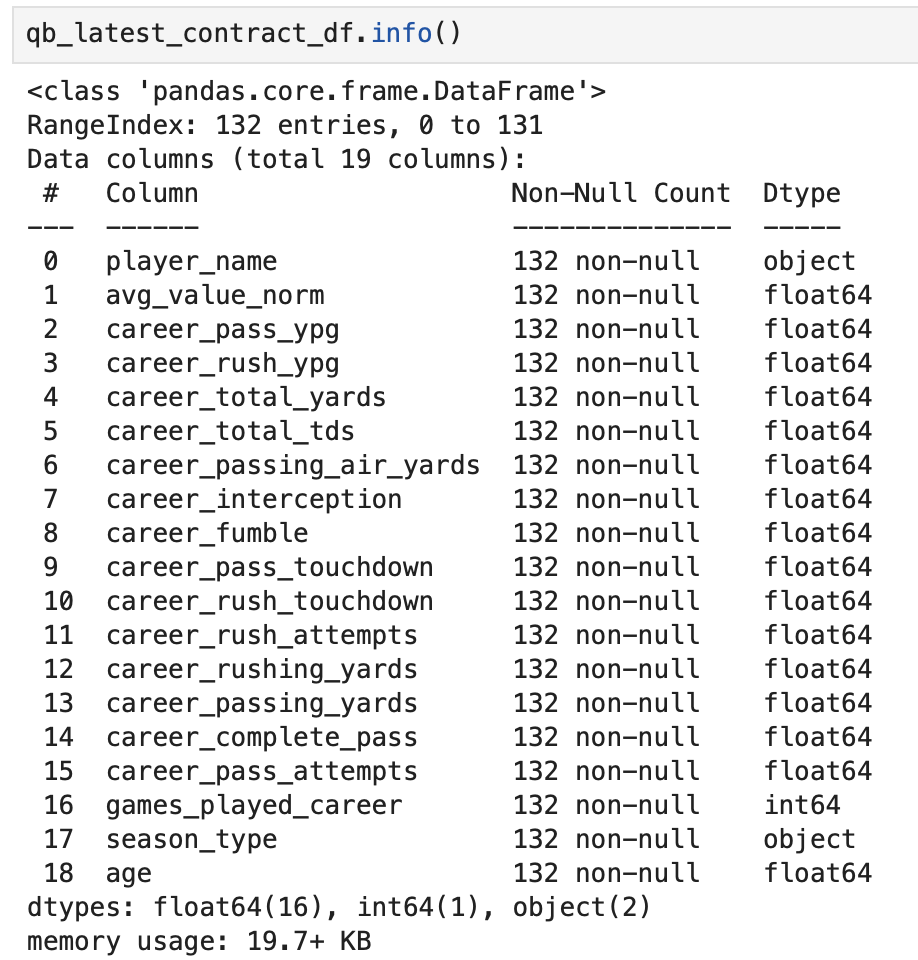 qb_latest_contract_df.info()
<class 'pandas.core.frame.DataFrame'>
RangeIndex: 132 entries, 0 to 131
Data columns (total 19 columns):
 #   Column                    Non-Null Count  Dtype
---  ------                    --------------  -----
 0   player_name               132 non-null    object
 1   avg_value_norm            132 non-null    float64
 2   career_pass_ypg           132 non-null    float64
 3   career_rush_ypg           132 non-null    float64
 4   career_total_yards        132 non-null    float64
 5   career_total_tds          132 non-null    float64
 6   career_passing_air_yards  132 non-null    float64
 7   career_interception       132 non-null    float64
 8   career_fumble             132 non-null    float64
 9   career_pass_touchdown     132 non-null    float64
 10  career_rush_touchdown     132 non-null    float64
 11  career_rush_attempts      132 non-null    float64
 12  career_rushing_yards      132 non-null    float64
 13  career_passing_yards      132 non-null    float64
 14  career_complete_pass      132 non-null    float64
 15  career_pass_attempts      132 non-null    float64
 16  games_played_career       132 non-null    int64
 17  season_type               132 non-null    object
 18  age                       132 non-null    float64
dtypes: float64(16), int64(1), object(2)
memory usage: 19.7+ KB